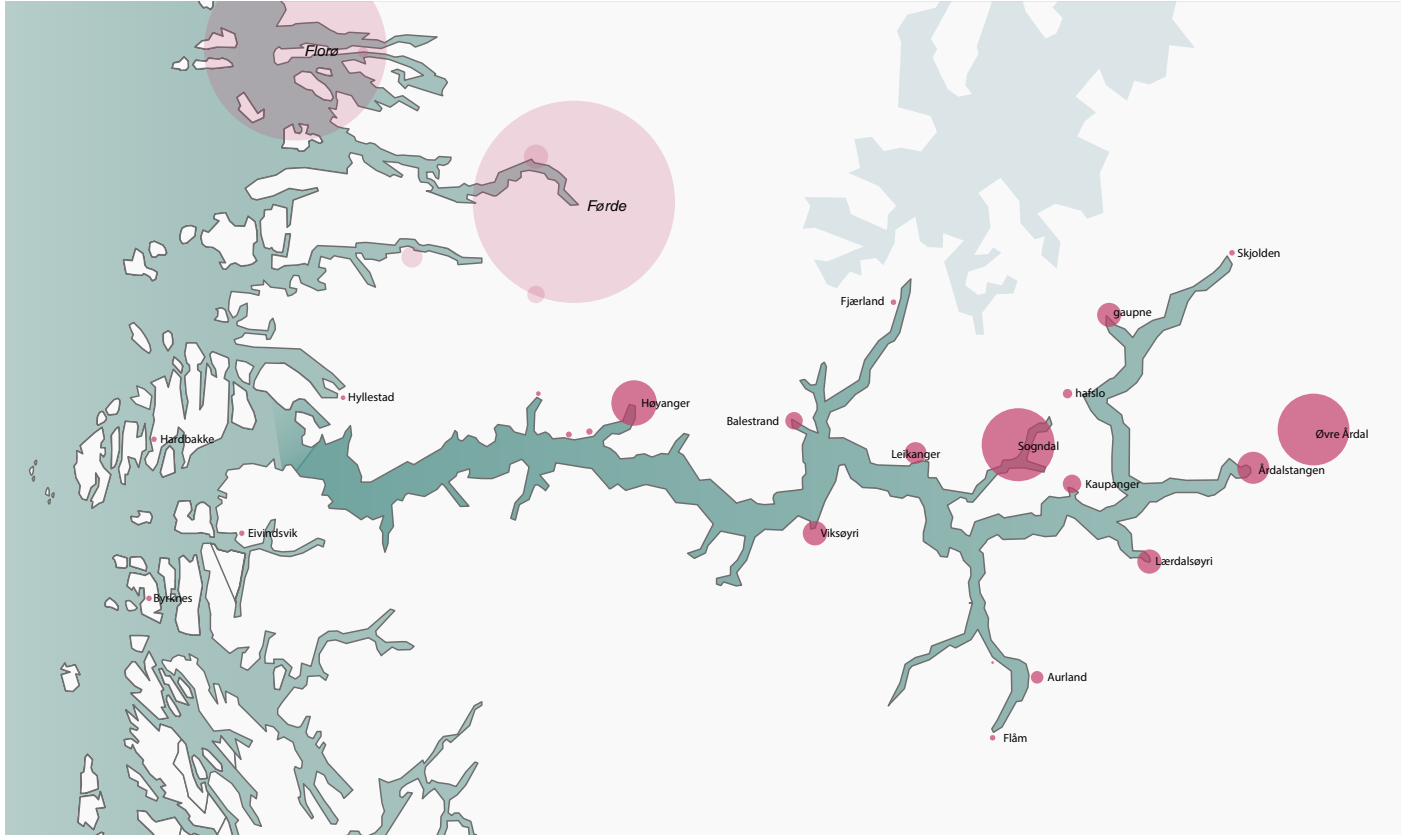 Florø
Førde
Skjolden
Fjærland
gaupne
Hyllestad
hafslo
Høyanger
Balestrand
Øvre Årdal
Hardbakke
Sogndal
Leikanger
Årdalstangen
Kaupanger
Eivindsvik
Viksøyri
Lærdalsøyri
Byrknes
Aurland
Flåm